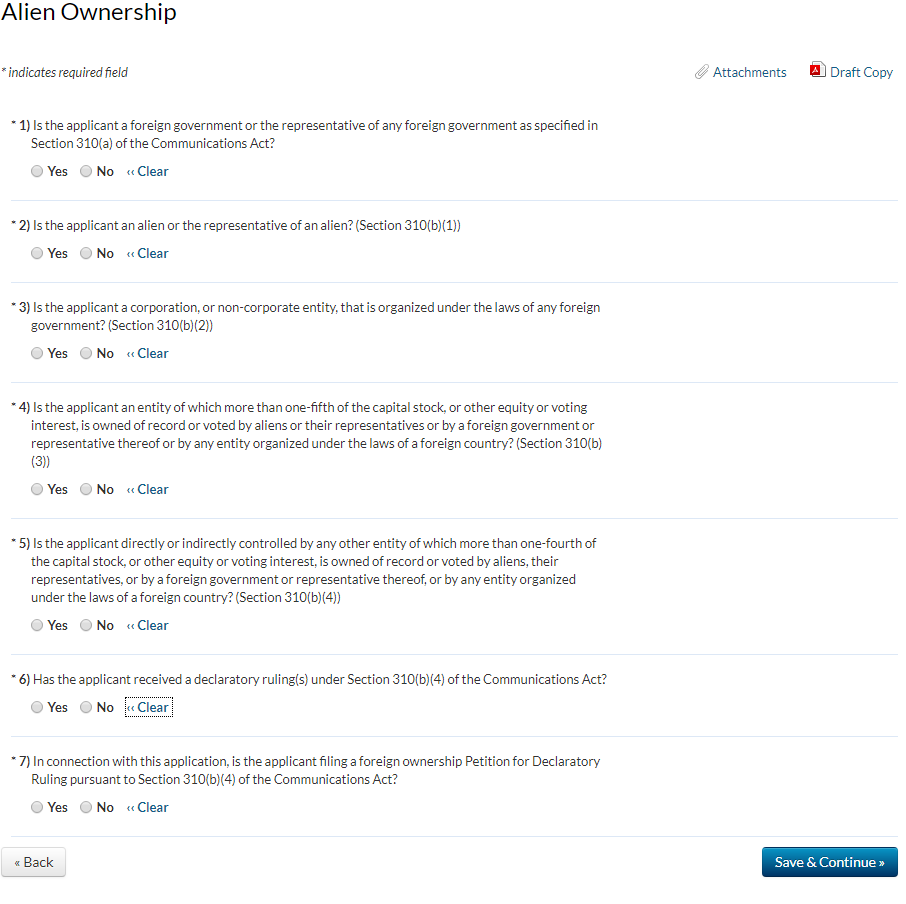 Alien Ownership
* indicates required field
Attachments
Draft Copy
* 1) Is the applicant a foreign government or the representative of any foreign government as specified in
Section 310(a) of the Communications Act?
Yes No ‹‹ Clear
* 2) Is the applicant an alien or the representative of an alien? (Section 310(b)(1))
Yes No ‹‹ Clear
* 3) Is the applicant a corporation, or non-corporate entity, that is organized under the laws of any foreign
government? (Section 310(b)(2))
Yes No ‹‹ Clear
* 4) Is the applicant an entity of which more than one-fifth of the capital stock, or other equity or voting
interest, is owned of record or voted by aliens or their representatives or by a foreign government or
representative thereof or by any entity organized under the laws of a foreign country? (Section 310(b)
(3))
Yes No ‹‹ Clear
* 5) Is the applicant directly or indirectly controlled by any other entity of which more than one-fourth of
the capital stock, or other equity or voting interest, is owned of record or voted by aliens, their
representatives, or by a foreign government or representative thereof, or by any entity organized
under the laws of a foreign country? (Section 310(b)(4))
Yes No ‹‹ Clear
* 6) Has the applicant received a declaratory ruling(s) under Section 310(b)(4) of the Communications Act?
Yes No ‹‹ Clear
* 7) In connection with this application, is the applicant filing a foreign ownership Petition for Declaratory
Ruling pursuant to Section 310(b)(4) of the Communications Act?
Yes No ‹‹ Clear
« Back
Save & Continue »